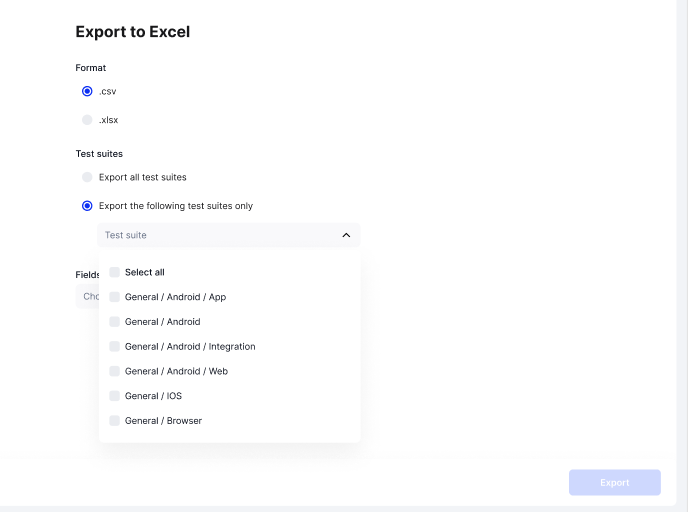 Export to Excel
Format
.csv
.xlsx
Test suites
Export all test suites
Export the following test suites only
Test suite
Fields
Select all
General / Android / App
General / Android
General / Android / Integration
General / Android / Web
General / IOS
General / Browser
Export